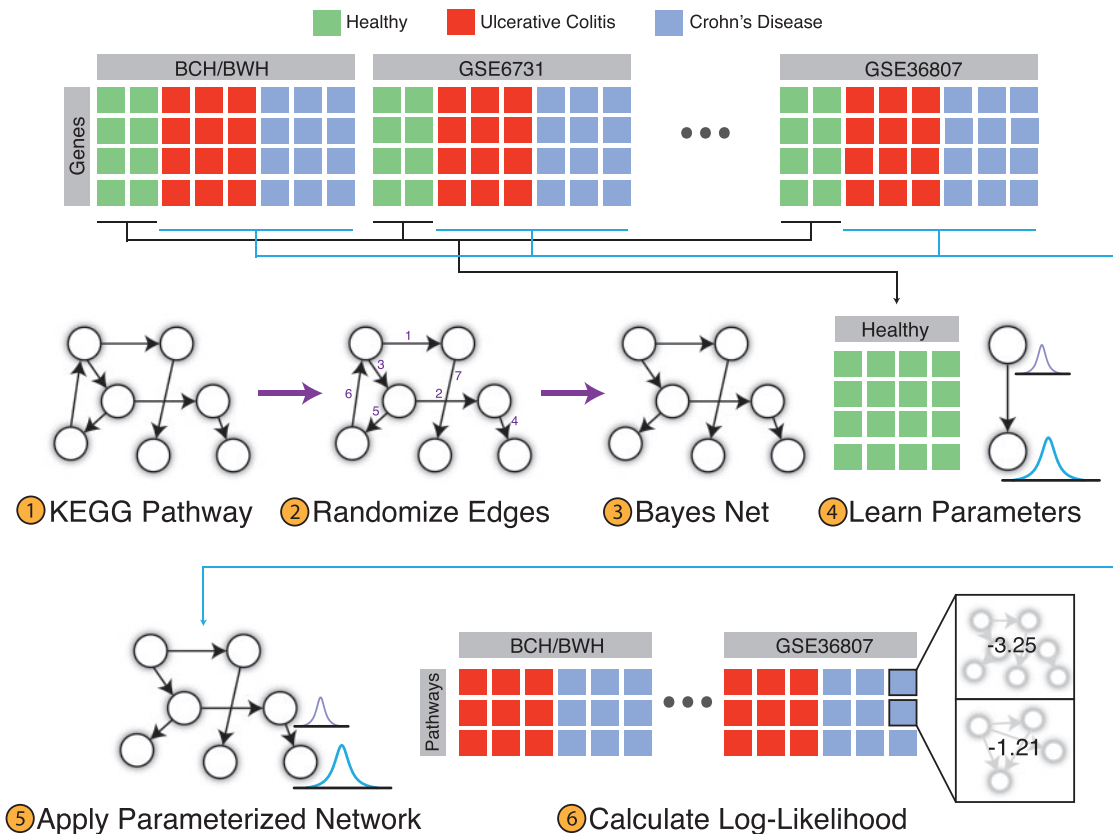 Healthy
Ulcerative Colitis
Crohn's Disease
BCH/BWH
GSE6731
GSE36807
Genes
Healthy
1
3
7
6
2
5
4
1 KEGG Pathway
2 Randomize Edges
3 Bayes Net
4 Learn Parameters
BCH/BWH
GSE36807
Pathways
-3.25
-1.21
5 Apply Parameterized Network
6 Calculate Log-Likelihood